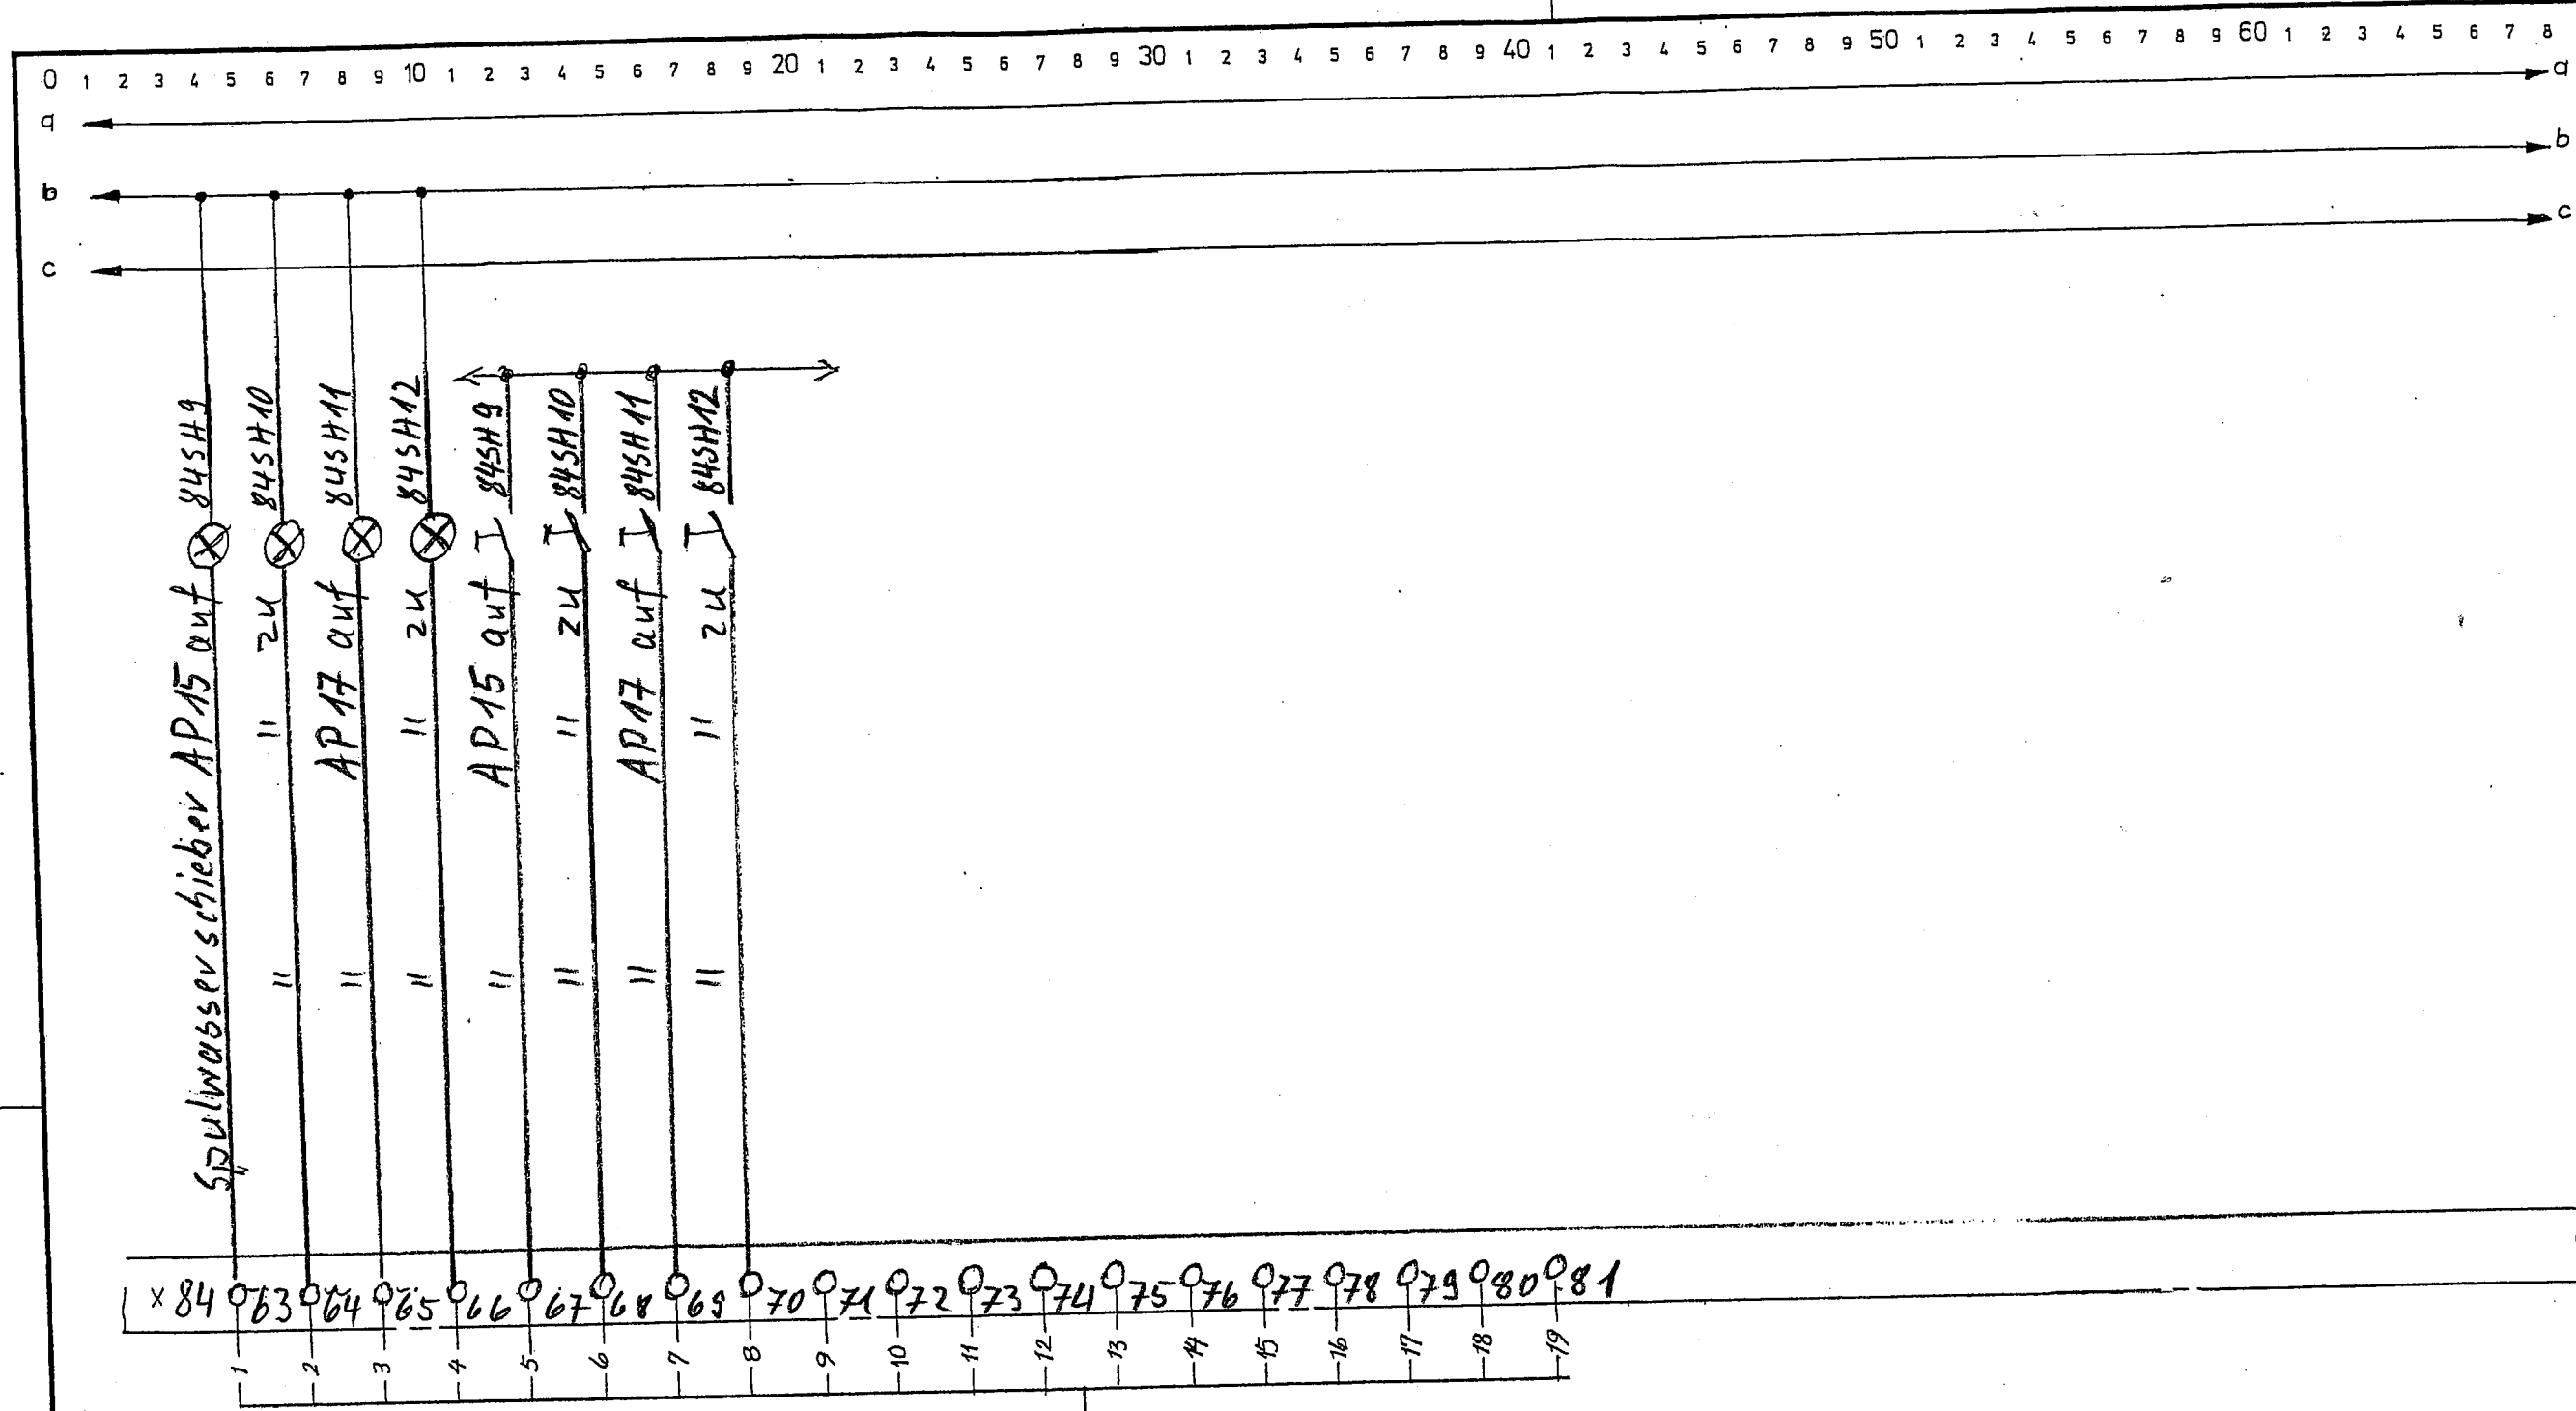 0 1 2 3 4 5 6 7 8 9 10 1 2 3 4 5 6 7 8 9 20 1 2 3 4 5 6 7 8 9 30 1 2 3 4 5 6 7 8 9 40 1 2 3 4 5 6 7 8 9 50 1 2 3 4 5 6 7 8 9 60 1 2 3 4 5 6 7 8
a a
b b
c c
Spülwasserschieber AP15 auf 84SH9
" " zu 84SH10
" AP17 auf 84SH11
" " zu 84SH12
" AP15 auf 84SH9
" " zu 84SH10
" AP17 auf 84SH11
" " zu 84SH12
x84 63 64 65 66 67 68 69 70 71 72 73 74 75 76 77 78 79 80 81
1 2 3 4 5 6 7 8 9 10 11 12 13 14 15 16 17 18 19